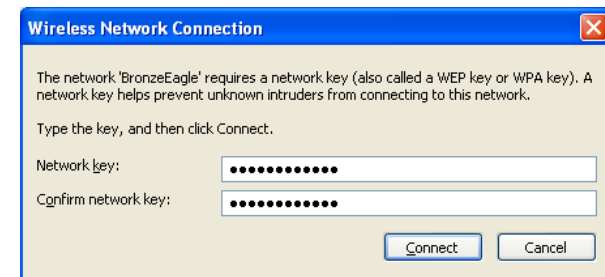 Wireless Network Connection
The network 'BronzeEagle' requires a network key (also called a WEP key or WPA key). A
network key helps prevent unknown intruders from connecting to this network.
Type the key, and then click Connect.
Network key: ●●●●●●●●●●●●
Confirm network key: ●●●●●●●●●●●●
Connect Cancel